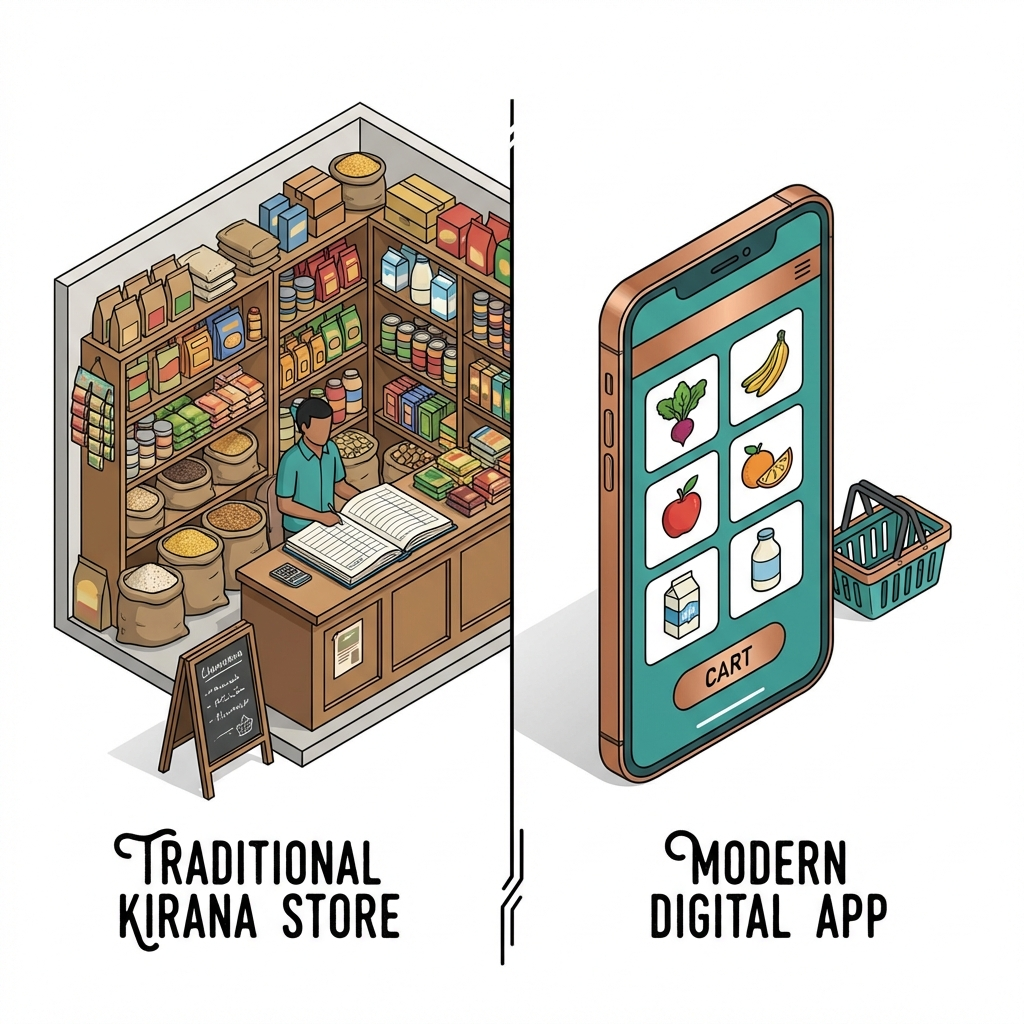 CART
TRADITIONAL
KIRANA STORE
MODERN
DIGITAL APP